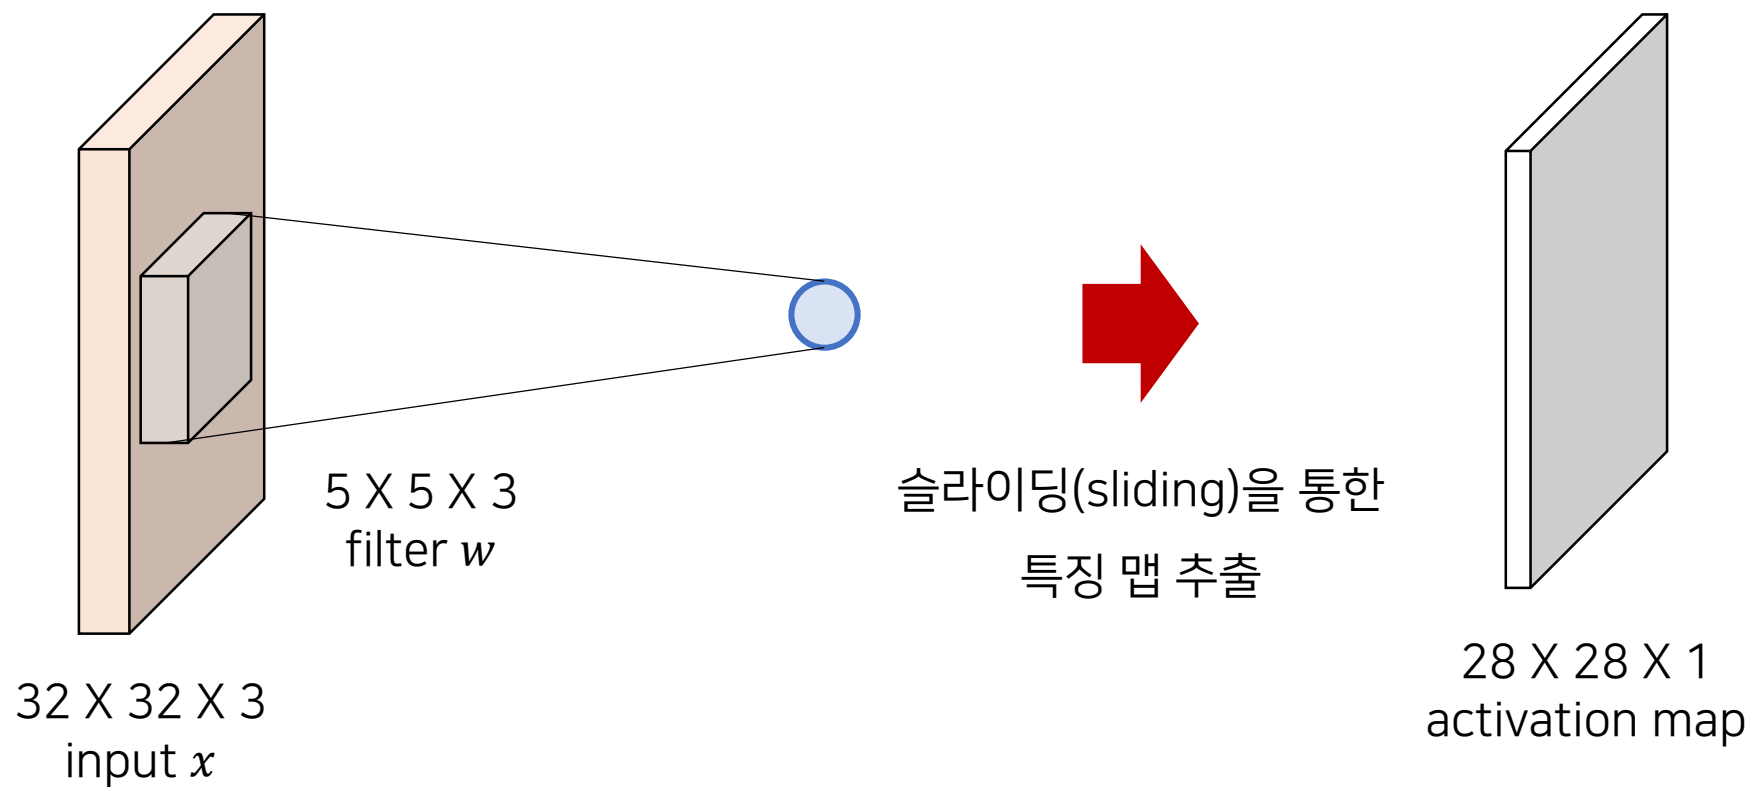 5 X 5 X 3
filter w
32 X 32 X 3
input x
슬라이딩(sliding)을 통한
특징 맵 추출
28 X 28 X 1
activation map